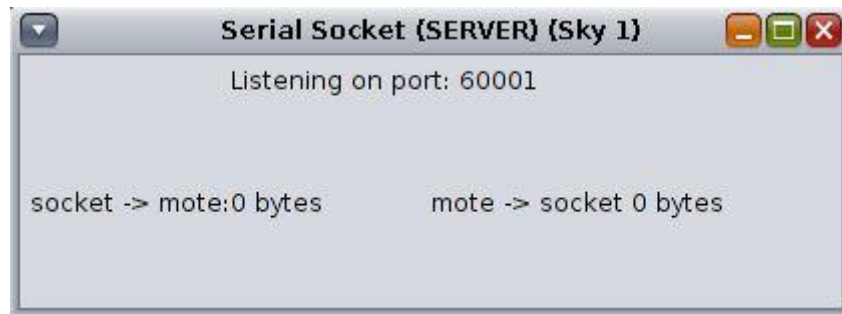 Serial Socket (SERVER) (Sky 1)
Listening on port: 60001
socket -> mote:0 bytes mote -> socket 0 bytes